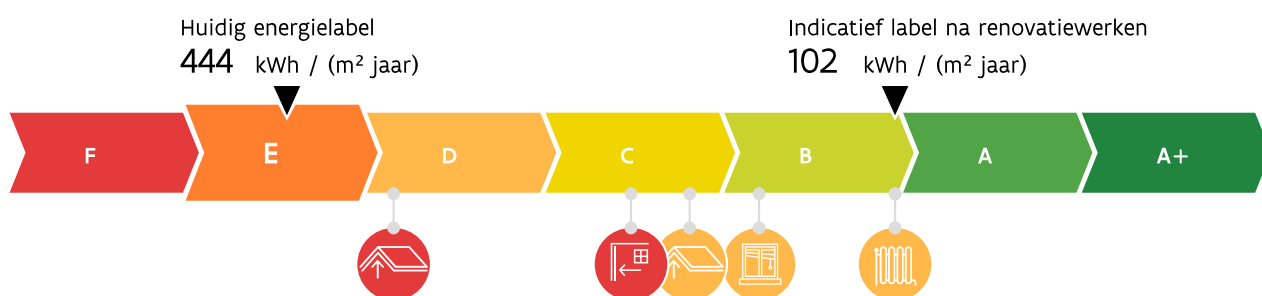 Huidig energielabel
444 kWh / (m² jaar)
Indicatief label na renovatiewerken
102 kWh / (m² jaar)
F E D C B A A+